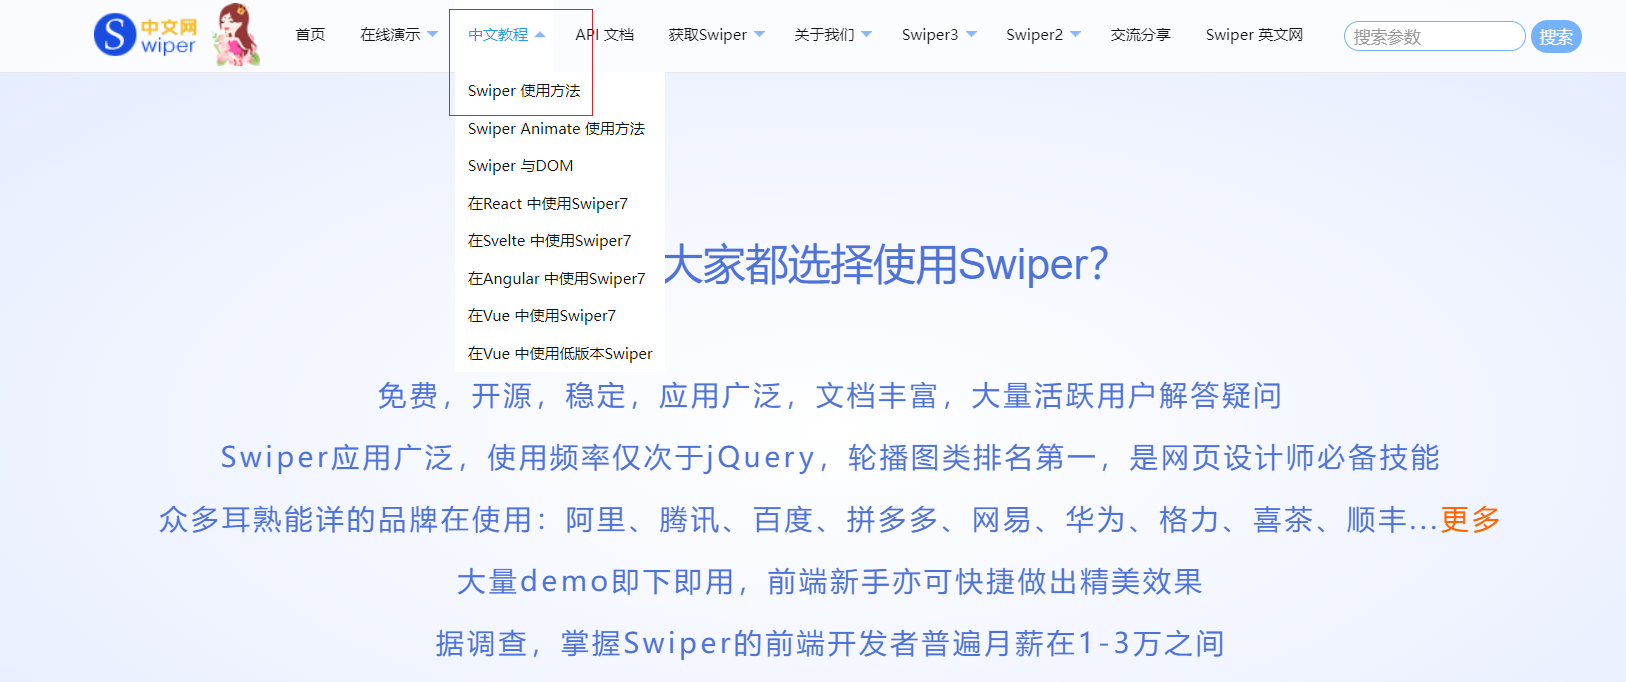 S 中文网
wiper
首页 在线演示 中文教程 API 文档 获取Swiper 关于我们 Swiper3 Swiper2 交流分享 Swiper 英文网 搜索参数 搜索
Swiper 使用方法
Swiper Animate 使用方法
Swiper 与DOM
在React 中使用Swiper7
在Svelte 中使用Swiper7
在Angular 中使用Swiper7
在Vue 中使用Swiper7
在Vue 中使用低版本Swiper
大家都选择使用Swiper？
免费，开源，稳定，应用广泛，文档丰富，大量活跃用户解答疑问
Swiper应用广泛，使用频率仅次于jQuery，轮播图类排名第一，是网页设计师必备技能
众多耳熟能详的品牌在使用：阿里、腾讯、百度、拼多多、网易、华为、格力、喜茶、顺丰...更多
大量demo即下即用，前端新手亦可快捷做出精美效果
据调查，掌握Swiper的前端开发者普遍月薪在1-3万之间